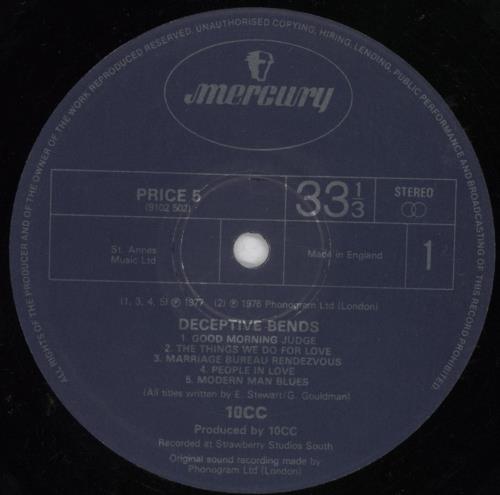 ALL RIGHTS OF THE PRODUCER AND OF THE OWNER OF THE WORK REPRODUCED RESERVED. UNAUTHORISED COPYING, HIRING, LENDING, PUBLIC PERFORMANCE AND BROADCASTING OF THIS RECORD PROHIBITED
mercury
PRICE 5
(9102 502)
33 1/3
STEREO
St. Annes
Music Ltd
Made in England
1
(1, 3, 4, 5) ℗ 1977 (2) ℗ 1976 Phonogram Ltd (London)
DECEPTIVE BENDS
1. GOOD MORNING JUDGE
2. THE THINGS WE DO FOR LOVE
3. MARRIAGE BUREAU RENDEZVOUS
4. PEOPLE IN LOVE
5. MODERN MAN BLUES
(All titles written by E. Stewart/G. Gouldman)
10CC
Produced by 10CC
Recorded at Strawberry Studios South
Original sound recording made by
Phonogram Ltd (London)